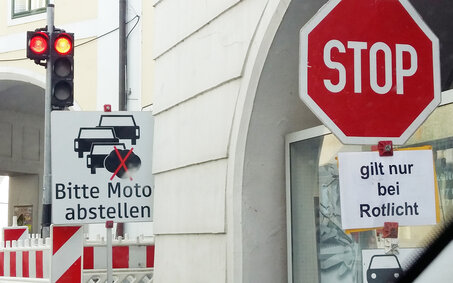 Bitte Moto
abstellen
STOP
gilt nur
bei
Rotlicht